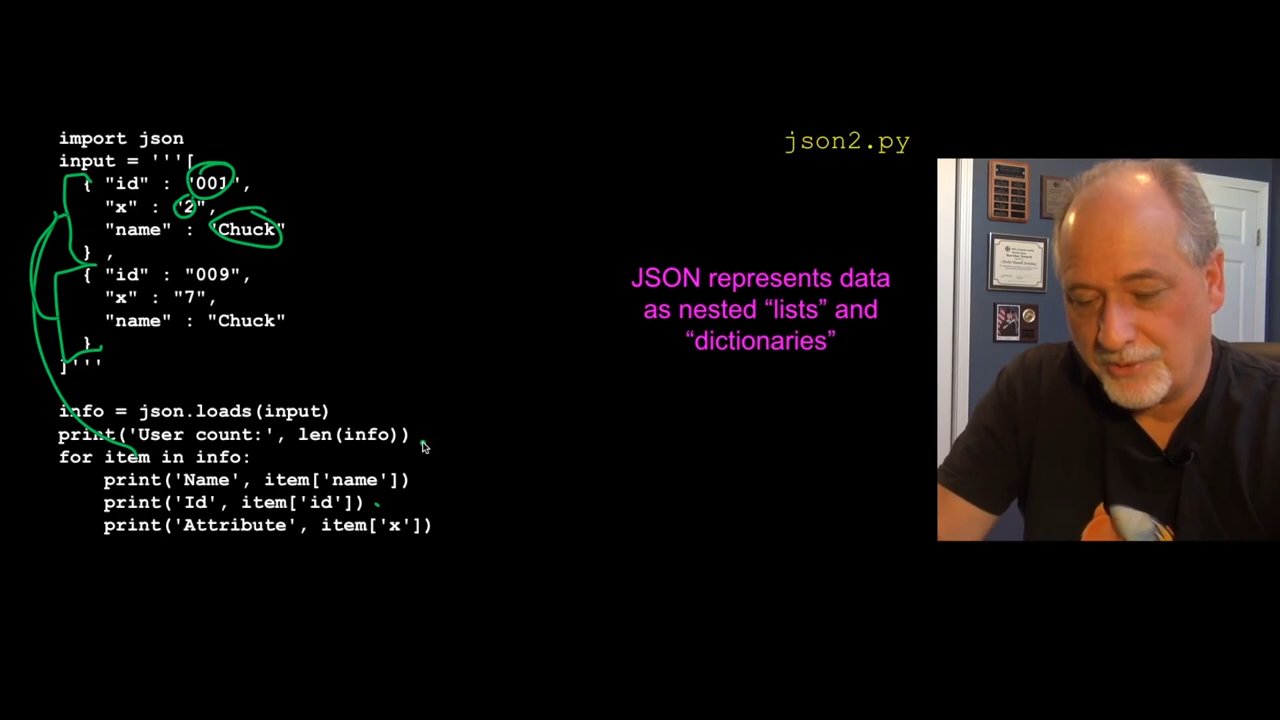 import json
input = '''[
{ "id" : "001",
"x" : "2",
"name" : "Chuck"
} ,
{ "id" : "009",
"x" : "7",
"name" : "Chuck"
}
]'''
info = json.loads(input)
print('User count:', len(info))
for item in info:
print('Name', item['name'])
print('Id', item['id'])
print('Attribute', item['x'])
json2.py
JSON represents data
as nested “lists” and
“dictionaries”